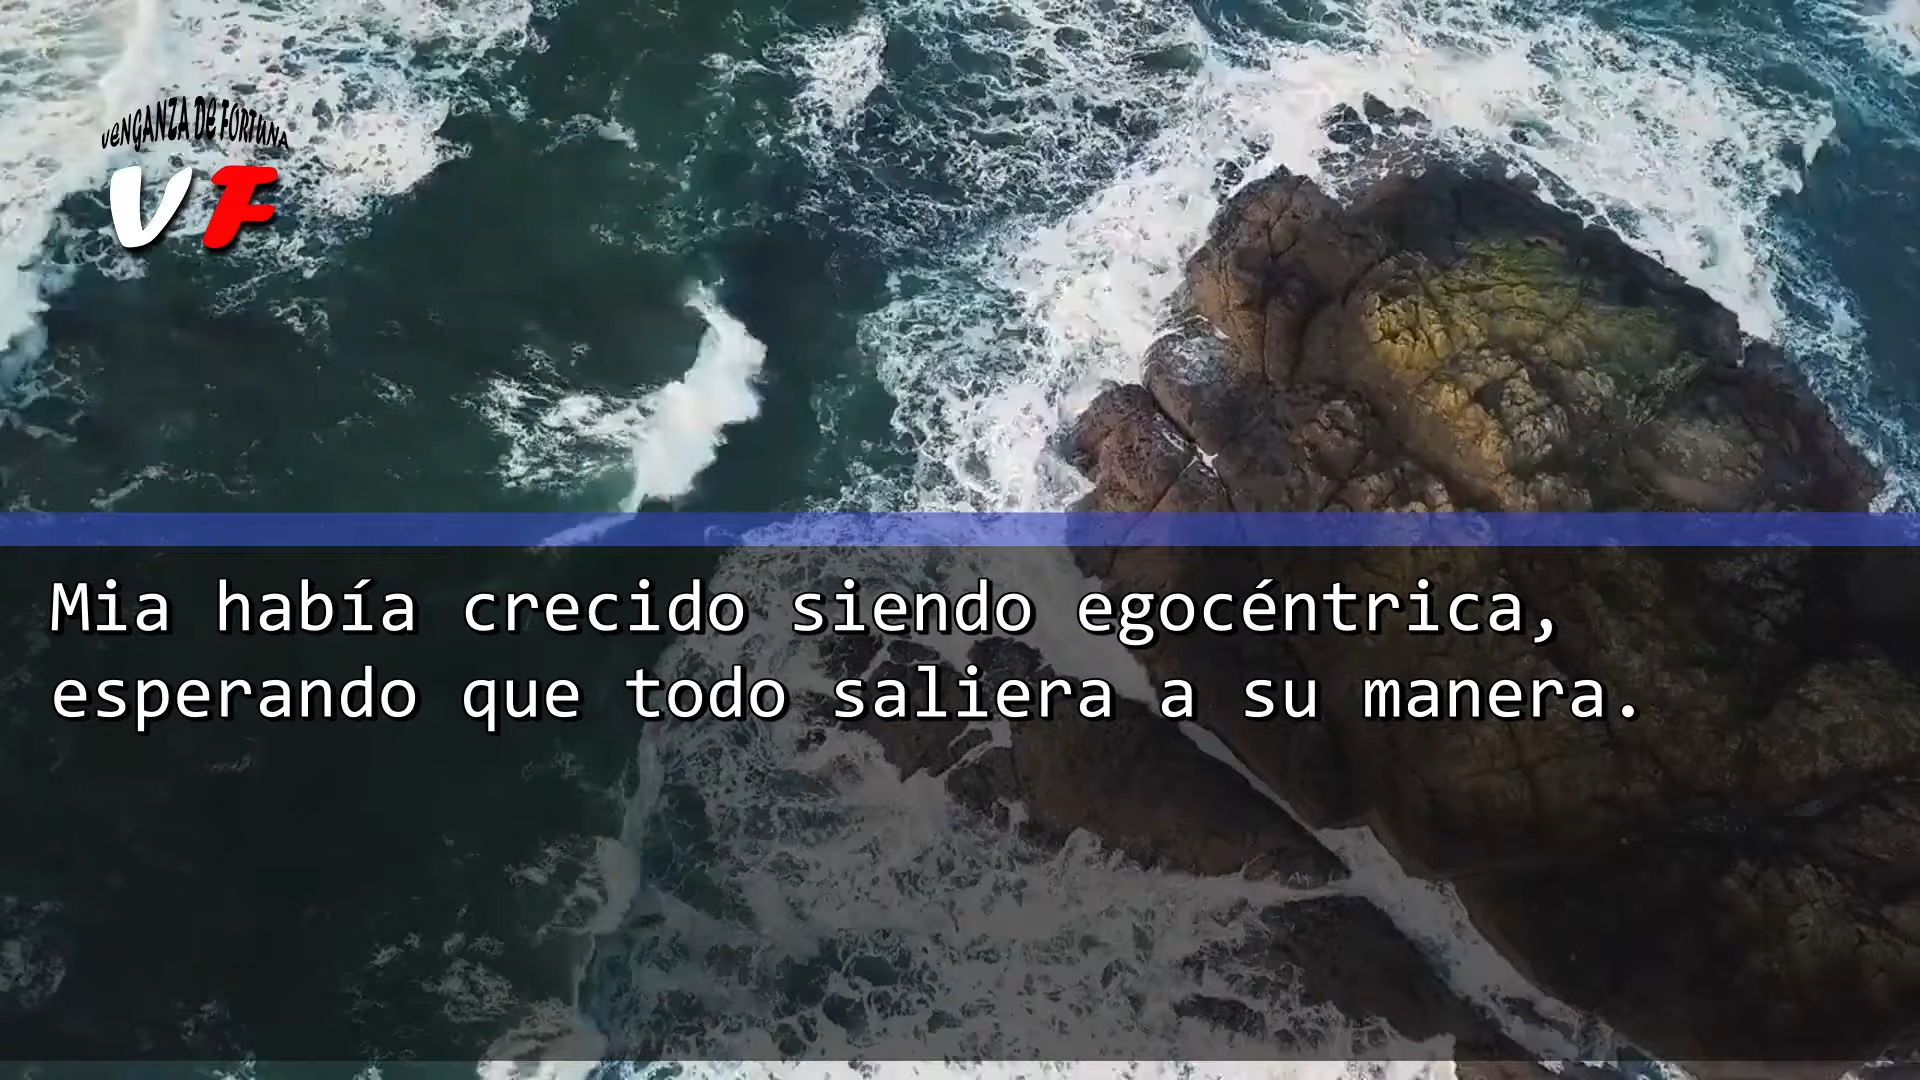 VENGANZA DE FORTUNA
VF
Mia había crecido siendo egocéntrica,
esperando que todo saliera a su manera.